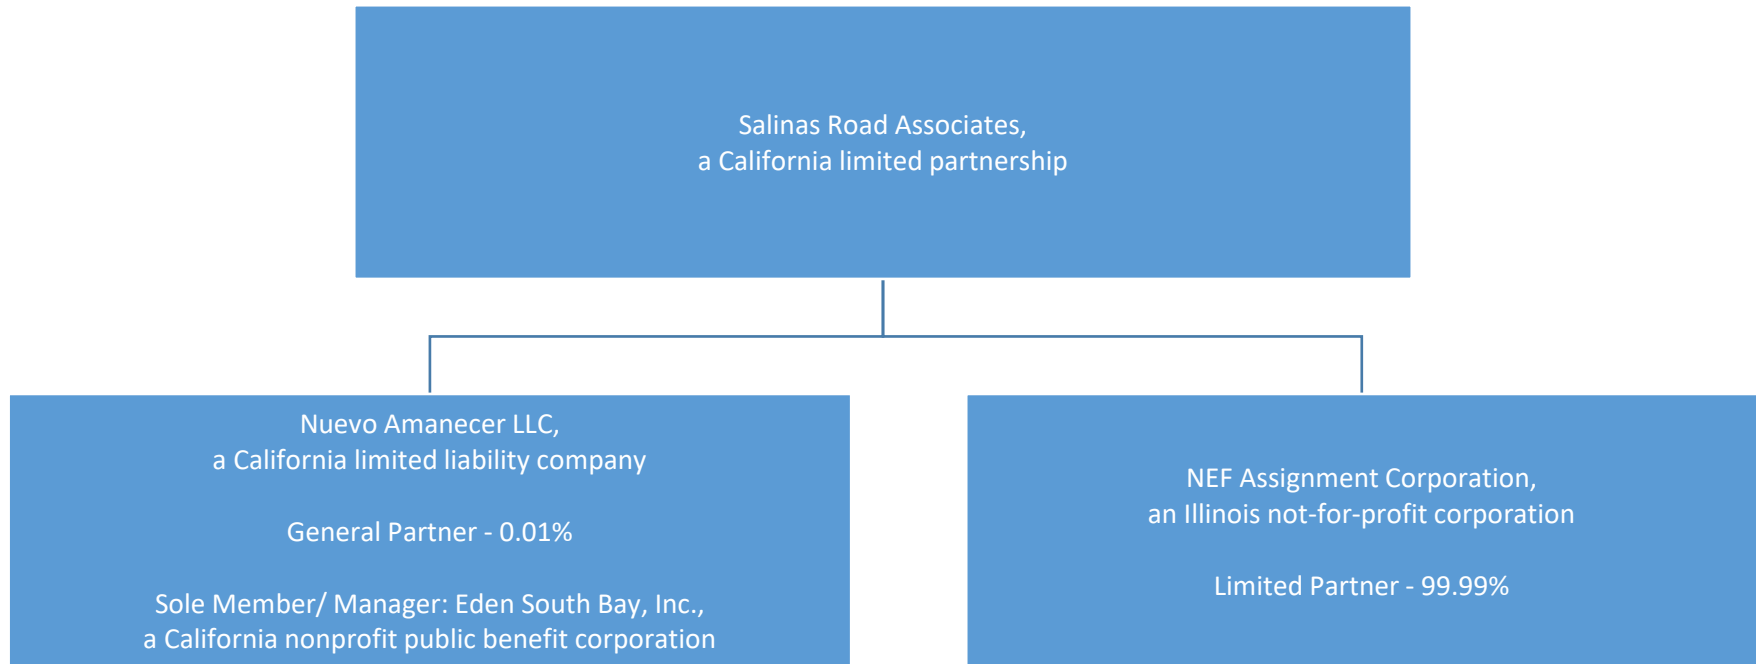 Salinas Road Associates,
a California limited partnership
Nuevo Amanecer LLC,
a California limited liability company
General Partner - 0.01%
Sole Member/ Manager: Eden South Bay, Inc.,
a California nonprofit public benefit corporation
NEF Assignment Corporation,
an Illinois not-for-profit corporation
Limited Partner - 99.99%